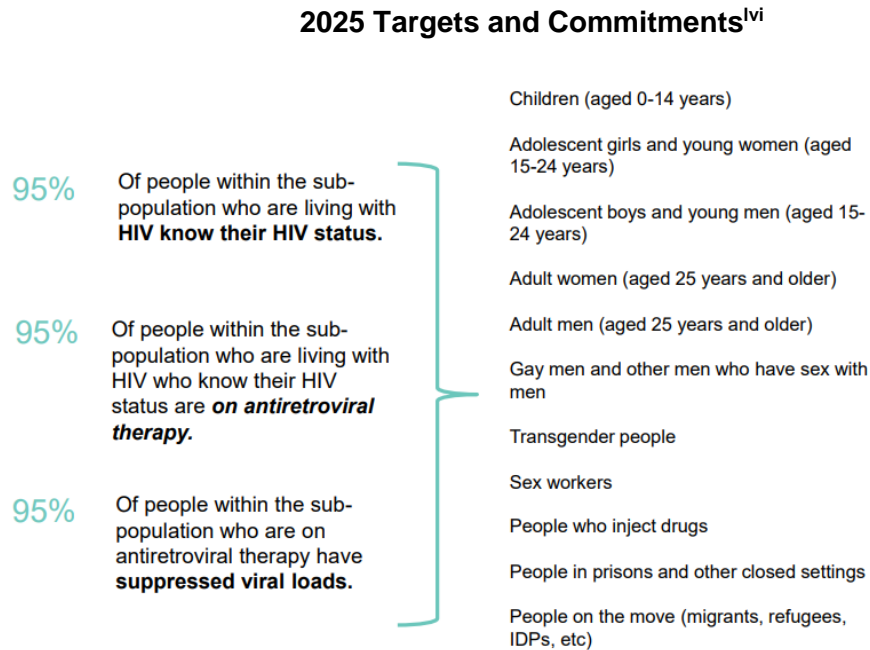 2025 Targets and Commitmentslvi
95%
Of people within the sub-
population who are living with
HIV know their HIV status.
95%
Of people within the sub-
population who are living with
HIV who know their HIV
status are on antiretroviral
therapy.
95%
Of people within the sub-
population who are on
antiretroviral therapy have
suppressed viral loads.
Children (aged 0-14 years)
Adolescent girls and young women (aged
15-24 years)
Adolescent boys and young men (aged 15-
24 years)
Adult women (aged 25 years and older)
Adult men (aged 25 years and older)
Gay men and other men who have sex with
men
Transgender people
Sex workers
People who inject drugs
People in prisons and other closed settings
People on the move (migrants, refugees,
IDPs, etc)